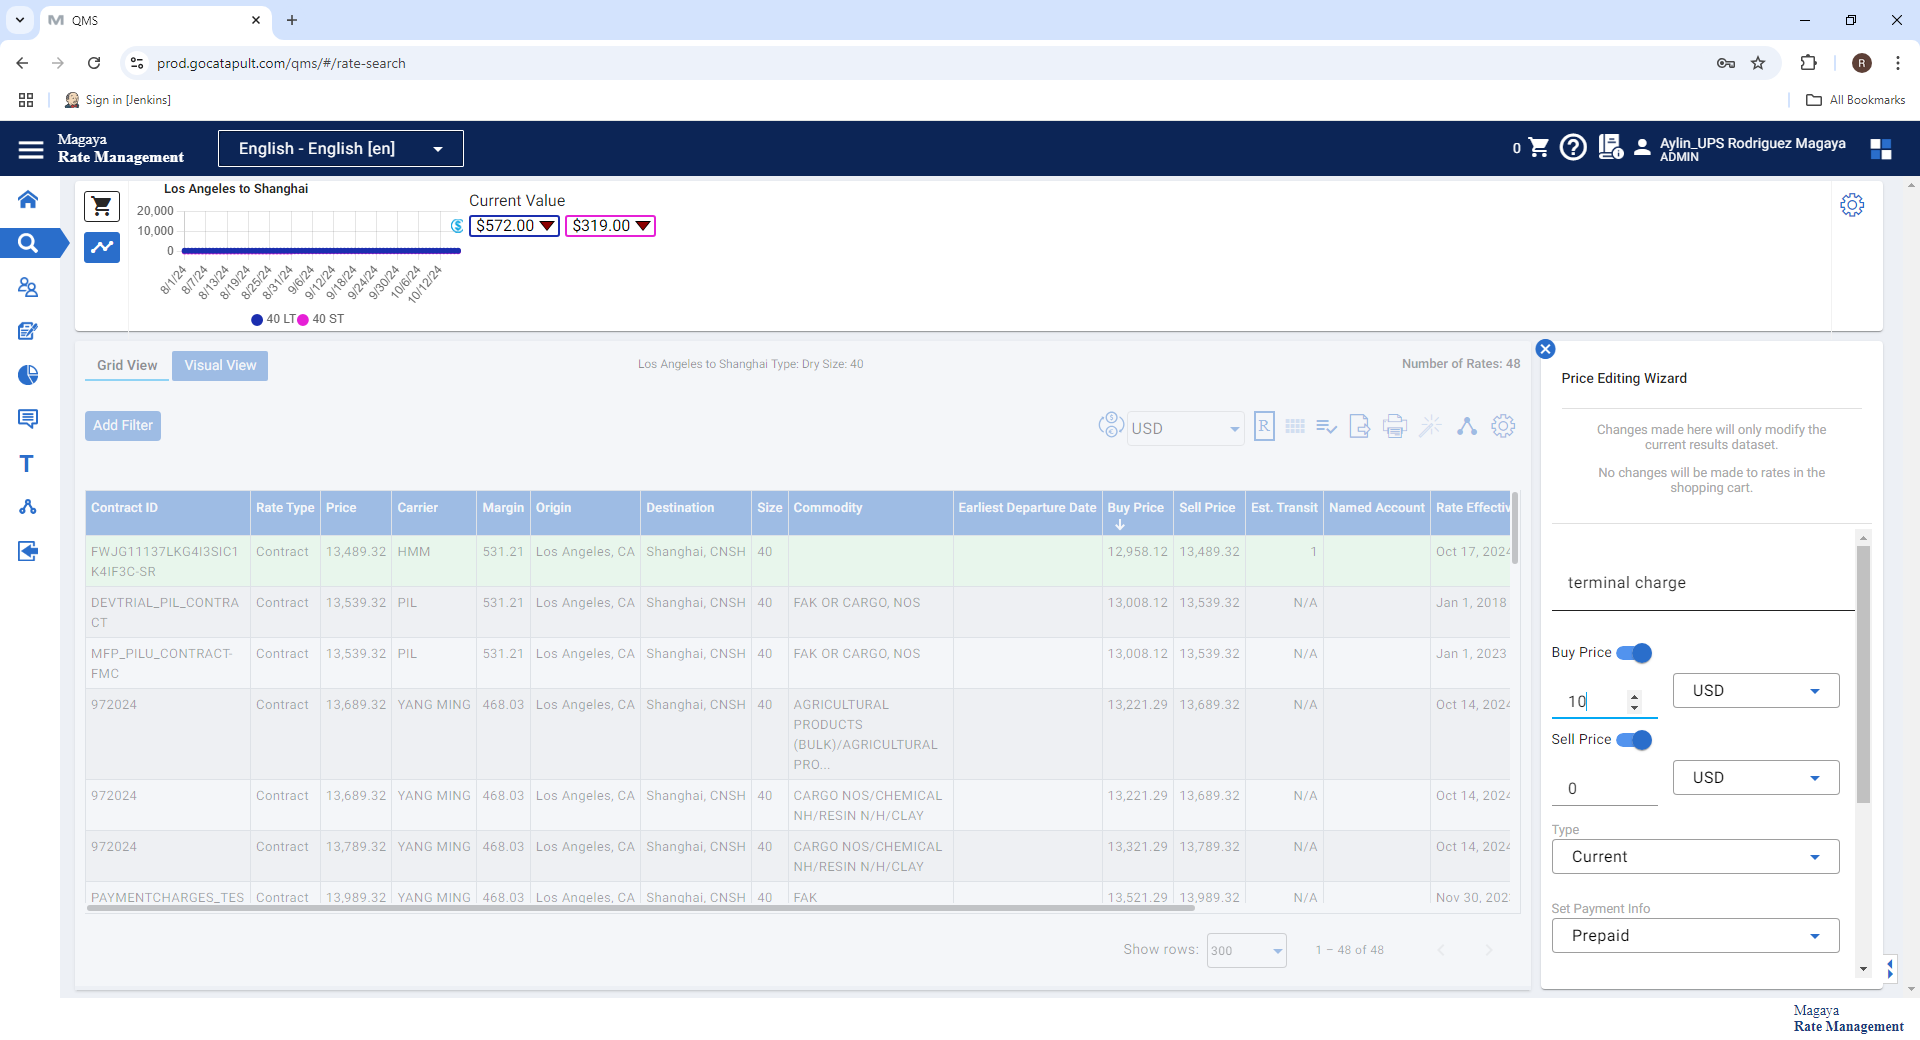 QMS
prod.gocatapult.com/qms/#/rate-search
R
Sign in [Jenkins]
All Bookmarks
Magaya
Rate Management
English - English [en]
0
Aylin_UPS Rodriguez Magaya
ADMIN
Los Angeles to Shanghai
20,000
10,000
0
8/1/24
8/7/24
8/13/24
8/19/24
8/25/24
8/31/24
9/6/24
9/12/24
9/18/24
9/24/24
9/30/24
10/6/24
10/12/24
40 LT
40 ST
Current Value
$572.00
$319.00
Grid View
Visual View
Los Angeles to Shanghai Type: Dry Size: 40
Number of Rates: 48
Add Filter
USD
R
Contract ID Rate Type Price Carrier Margin Origin Destination Size Commodity Earliest Departure Date Buy Price Sell Price Est. Transit Named Account Rate Effectiv
FWJG11137LKG4I3SIC1 Contract 13,489.32 HMM 531.21 Los Angeles, CA Shanghai, CNSH 40 12,958.12 13,489.32 1 Oct 17, 2024
K4IF3C-SR
DEVTRIAL_PIL_CONTRA Contract 13,539.32 PIL 531.21 Los Angeles, CA Shanghai, CNSH 40 FAK OR CARGO, NOS 13,008.12 13,539.32 N/A Jan 1, 2018
CT
MFP_PILU_CONTRACT- Contract 13,539.32 PIL 531.21 Los Angeles, CA Shanghai, CNSH 40 FAK OR CARGO, NOS 13,008.12 13,539.32 N/A Jan 1, 2023
FMC
972024 Contract 13,689.32 YANG MING 468.03 Los Angeles, CA Shanghai, CNSH 40 AGRICULTURAL 13,221.29 13,689.32 N/A Oct 14, 2024
PRODUCTS
(BULK)/AGRICULTURAL
PRO...
972024 Contract 13,689.32 YANG MING 468.03 Los Angeles, CA Shanghai, CNSH 40 CARGO NOS/CHEMICAL 13,221.29 13,689.32 N/A Oct 14, 2024
NH/RESIN N/H/CLAY
972024 Contract 13,789.32 YANG MING 468.03 Los Angeles, CA Shanghai, CNSH 40 CARGO NOS/CHEMICAL 13,321.29 13,789.32 N/A Oct 14, 2024
NH/RESIN N/H/CLAY
PAYMENTCHARGES_TES Contract 13,989.32 YANG MING 468.03 Los Angeles, CA Shanghai, CNSH 40 FAK 13,521.29 13,989.32 N/A Nov 30, 202
Show rows: 300 1 – 48 of 48
Price Editing Wizard
Changes made here will only modify the
current results dataset.
No changes will be made to rates in the
shopping cart.
terminal charge
Buy Price
10
USD
Sell Price
0
USD
Type
Current
Set Payment Info
Prepaid
Magaya
Rate Management